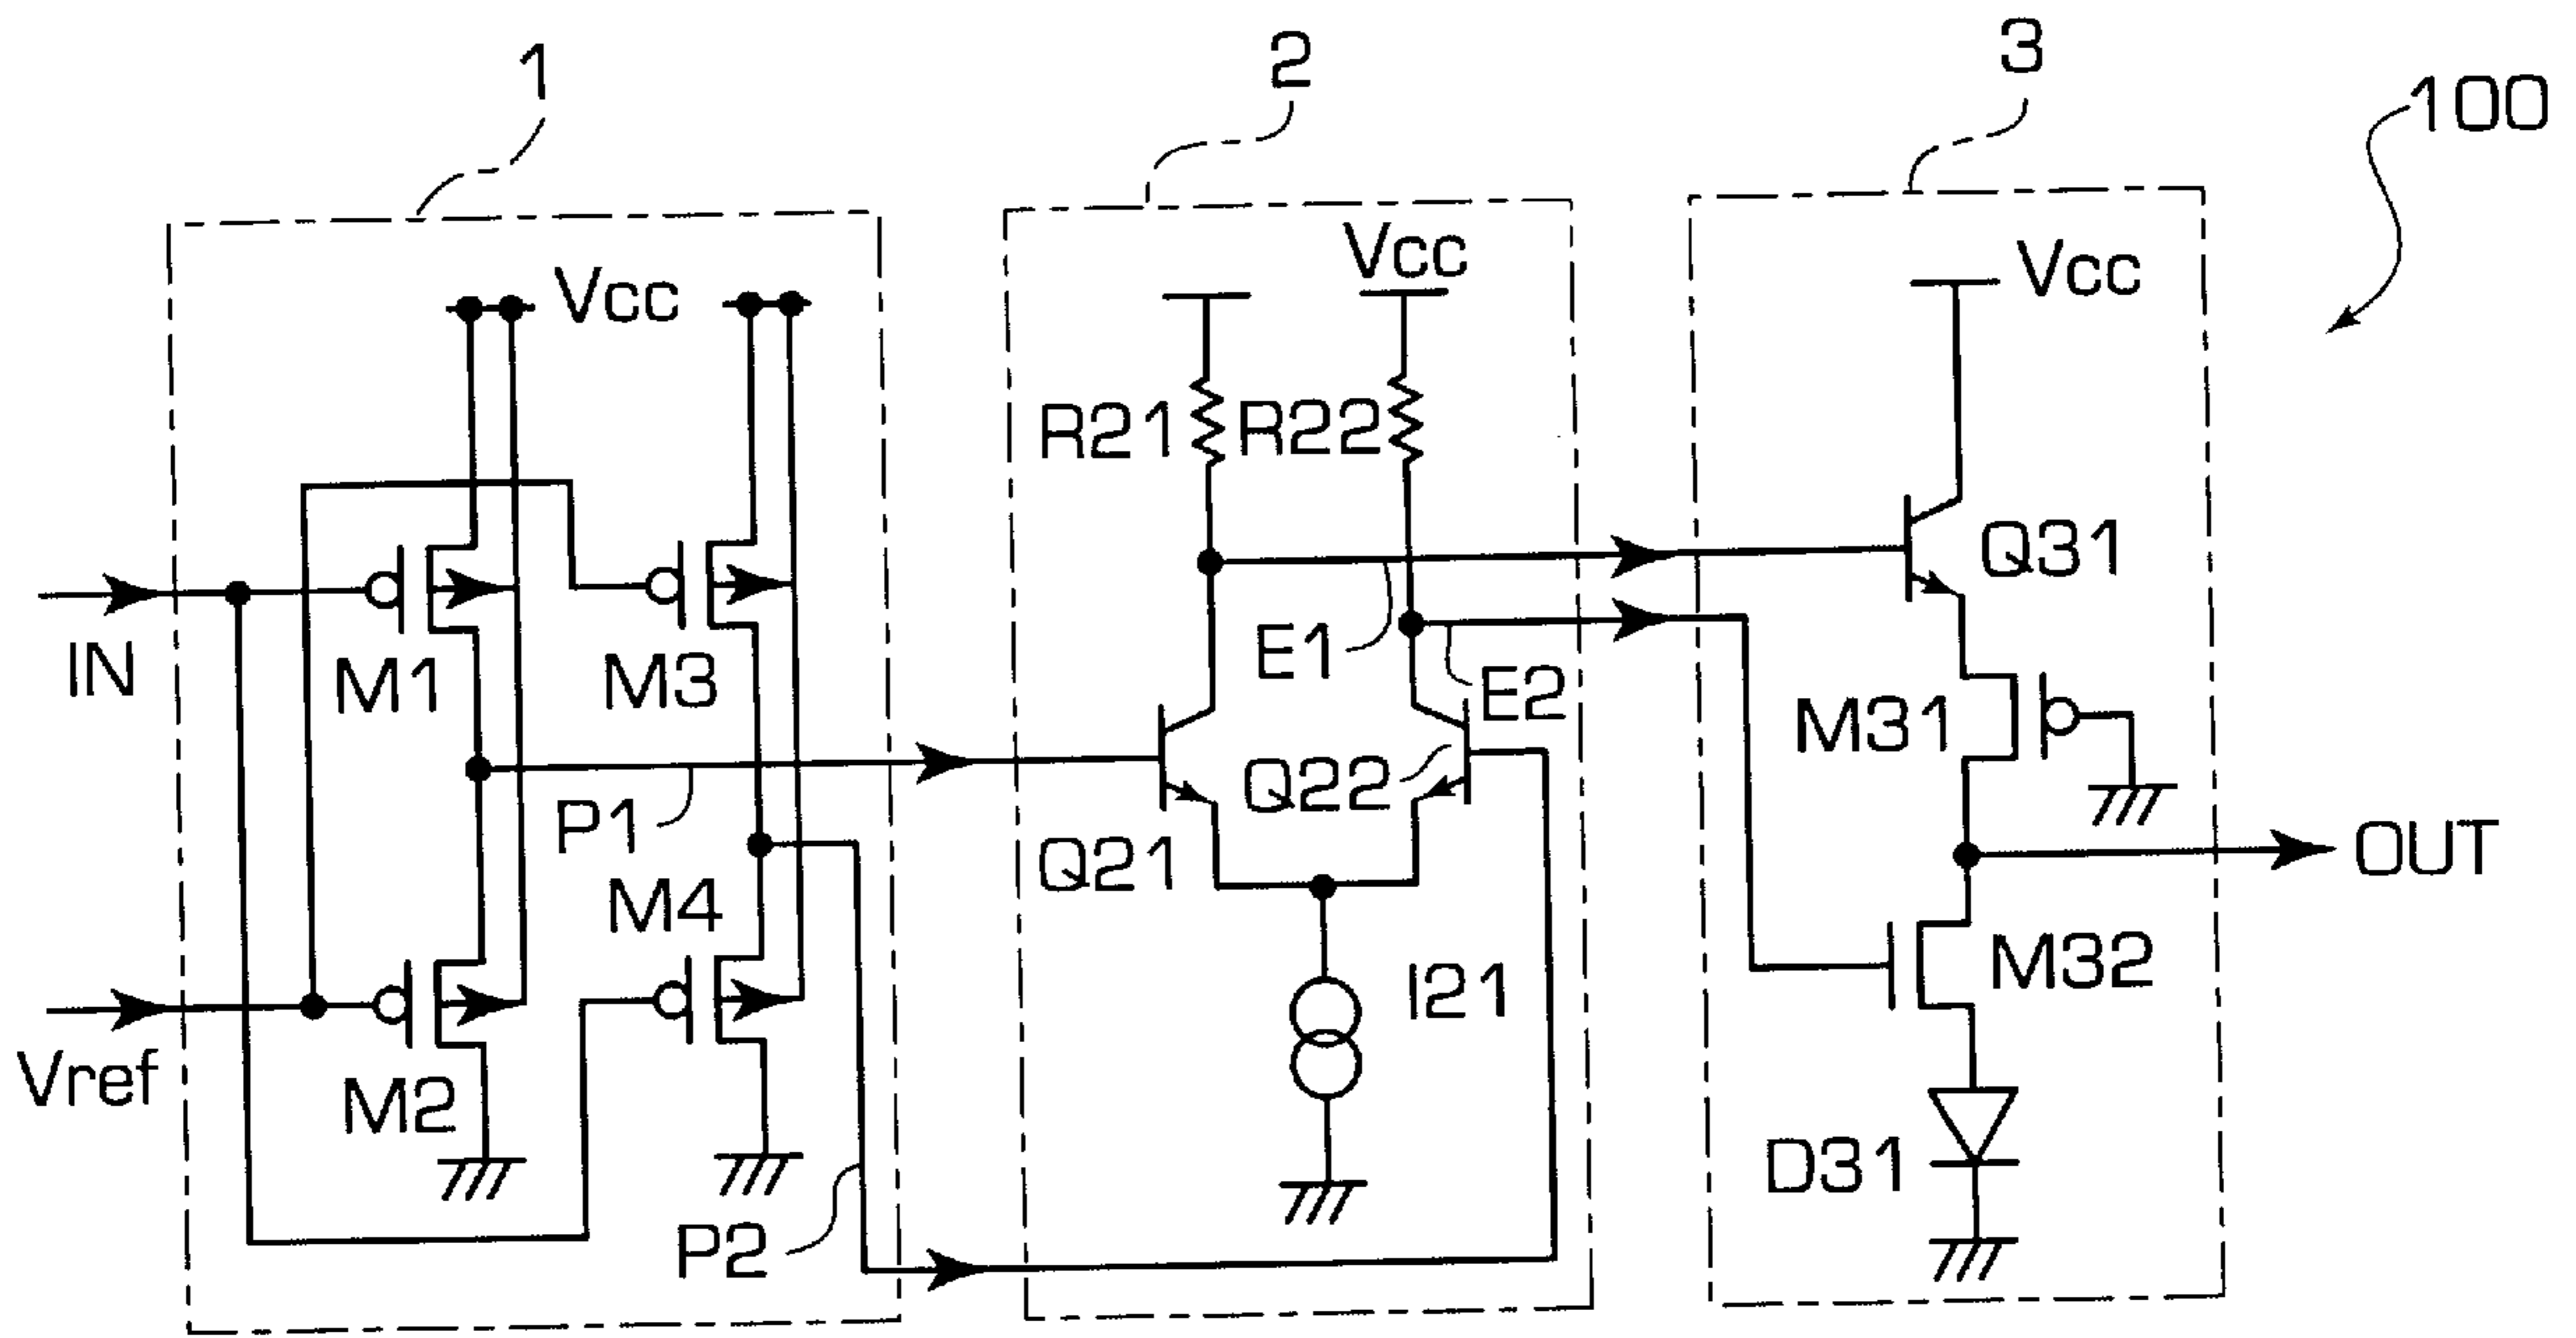 1
2
3
100
Vcc
Vcc
Vcc
R21
R22
Q31
IN
M1
M3
E1
E2
M31
P1
Q22
Q21
OUT
M4
M32
I21
Vref
M2
D31
P2